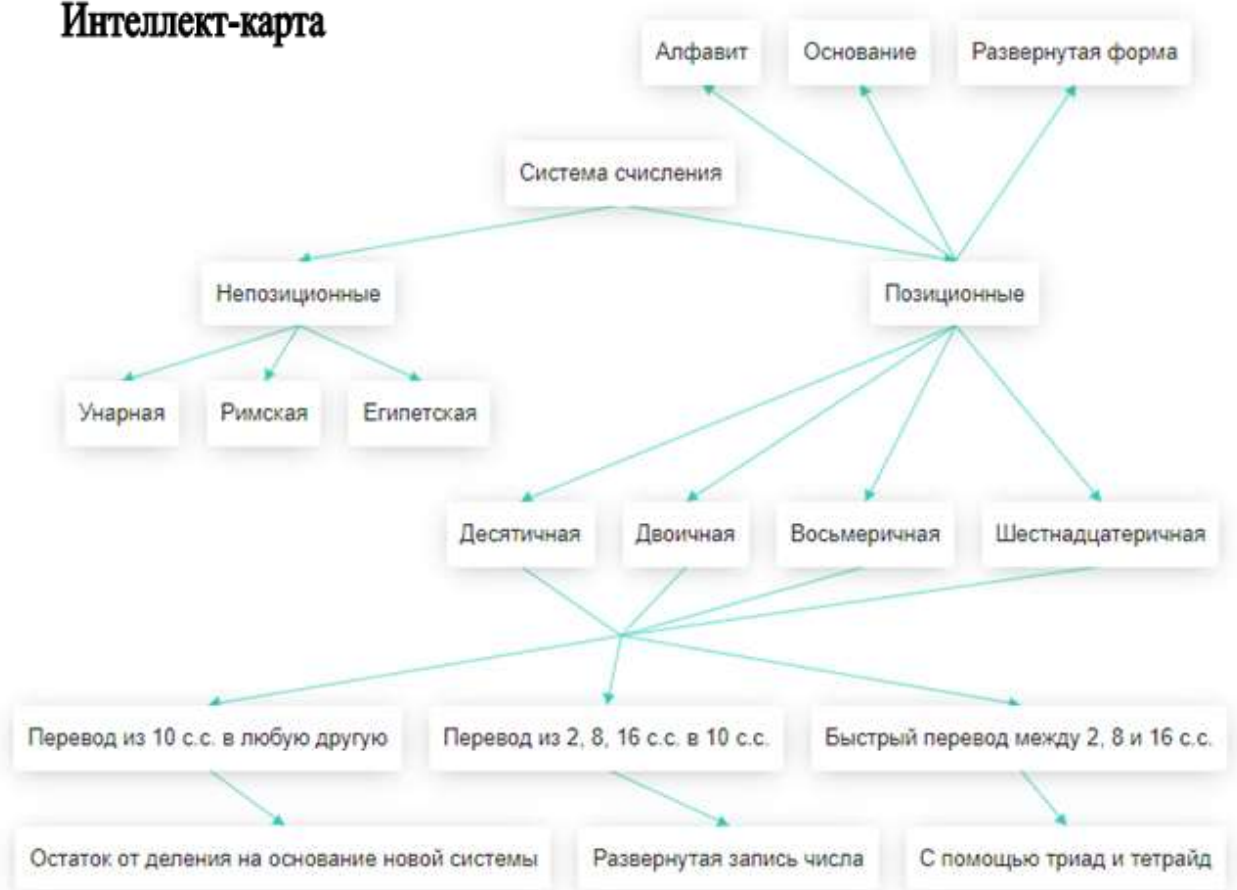 Интеллект-карта
Алфавит
Основание
Развернутая форма
Система счисления
Непозиционные
Позиционные
Унарная
Римская
Египетская
Десятичная
Двоичная
Восьмеричная
Шестнадцатеричная
Перевод из 10 с.с. в любую другую
Перевод из 2, 8, 16 с.с. в 10 с.с.
Быстрый перевод между 2, 8 и 16 с.с.
Остаток от деления на основание новой системы
Развернутая запись числа
С помощью триад и тетрайд